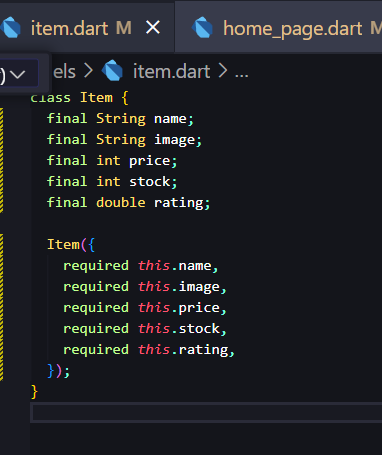 item.dart M
home_page.dart M
) els item.dart ...
class Item {
  final String name;
  final String image;
  final int price;
  final int stock;
  final double rating;

  Item({
    required this.name,
    required this.image,
    required this.price,
    required this.stock,
    required this.rating,
  });
}